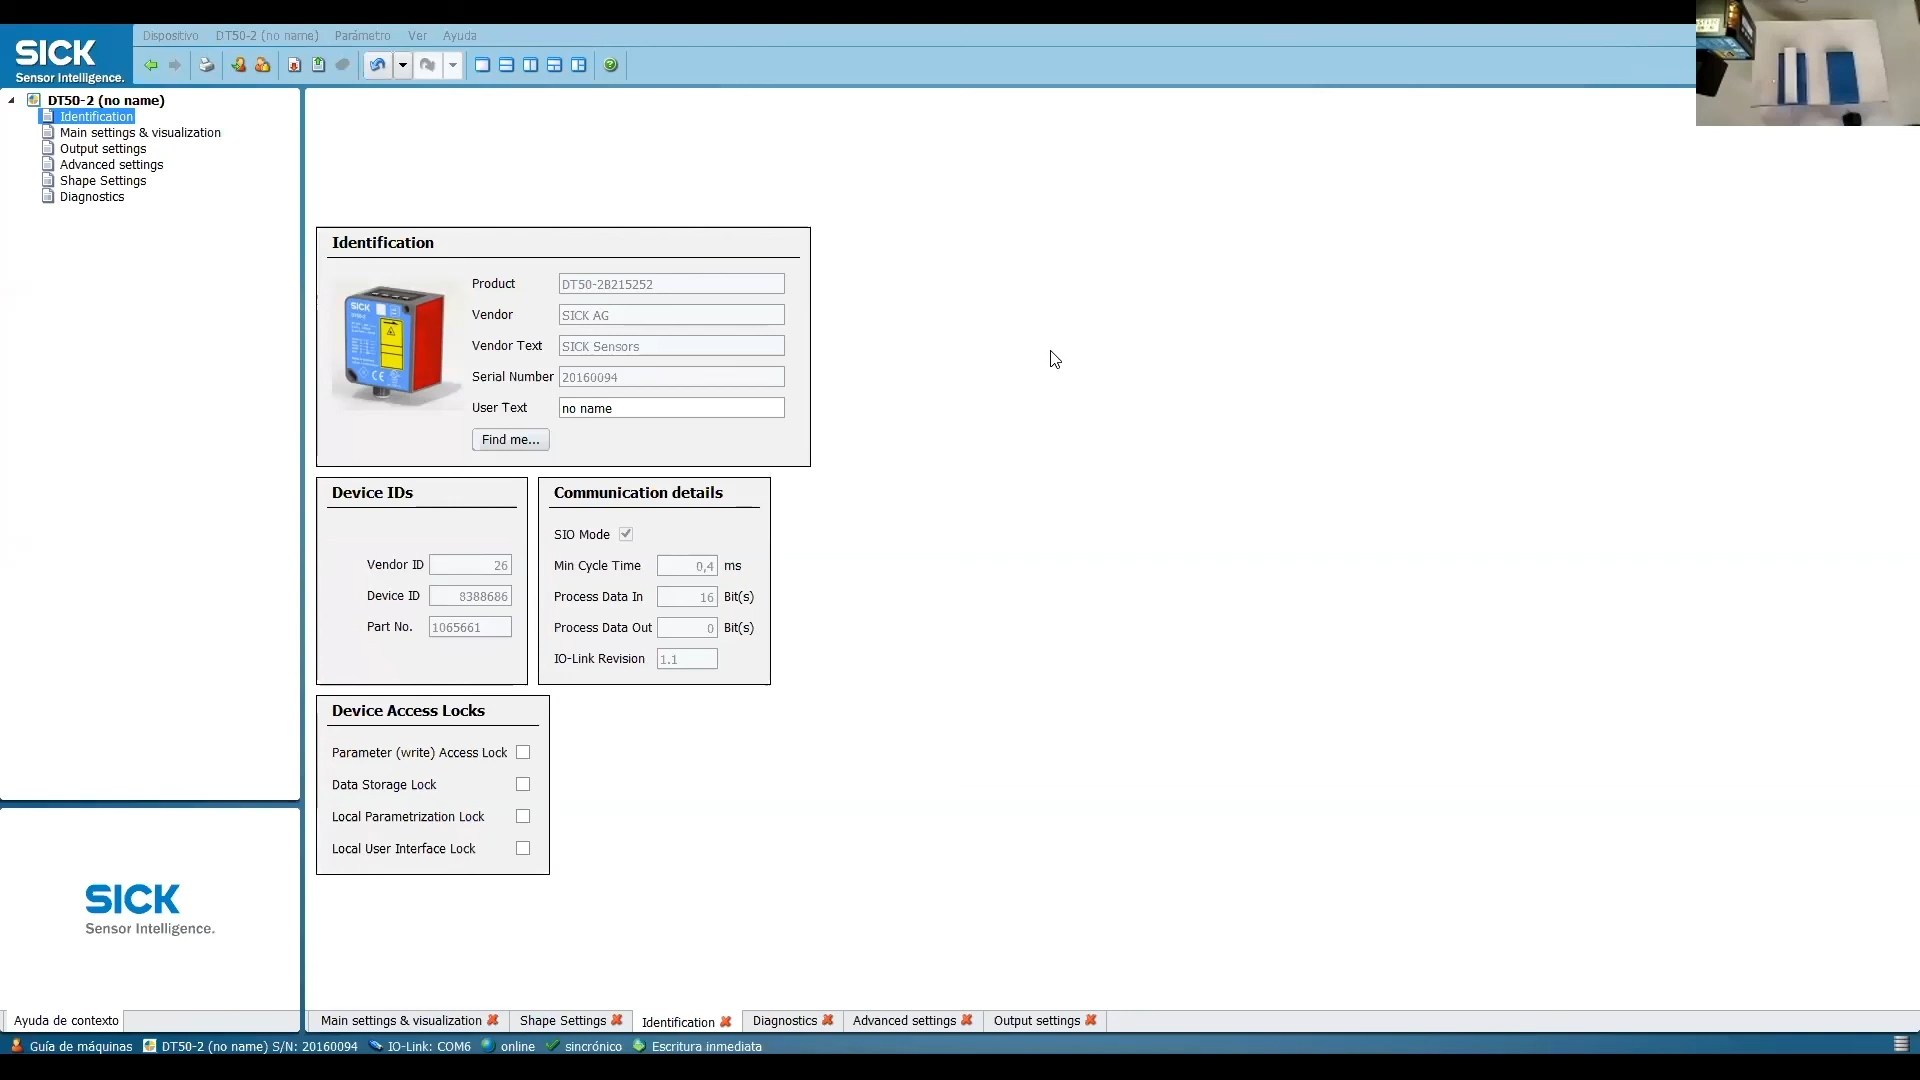 SICK
Sensor Intelligence.
Dispositivo DT50-2 (no name) Parámetro Ver Ayuda
DT50-2 (no name)
Identification
Main settings & visualization
Output settings
Advanced settings
Shape Settings
Diagnostics
Identification
SICK
Product DT50-2B215252
Vendor SICK AG
Vendor Text SICK Sensors
Serial Number 20160094
User Text no name
Find me...
Device IDs
Vendor ID 26
Device ID 8388686
Part No. 1065661
Communication details
SIO Mode
Min Cycle Time 0,4 ms
Process Data In 16 Bit(s)
Process Data Out 0 Bit(s)
IO-Link Revision 1.1
Device Access Locks
Parameter (write) Access Lock
Data Storage Lock
Local Parametrization Lock
Local User Interface Lock
SICK
Sensor Intelligence.
Ayuda de contexto
Main settings & visualization Shape Settings Identification Diagnostics Advanced settings Output settings
Guía de máquinas DT50-2 (no name) S/N: 20160094 IO-Link: COM6 online sincrónico Escritura inmediata